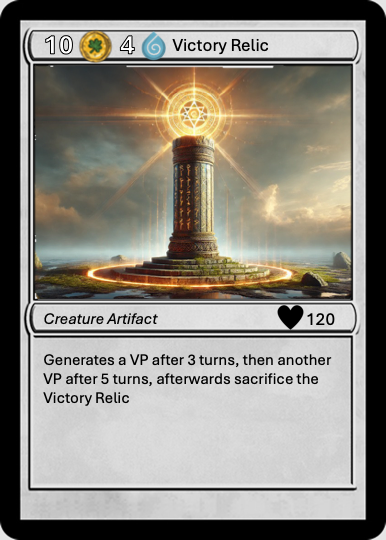 10 4 Victory Relic
Creature Artifact 120
Generates a VP after 3 turns, then another
VP after 5 turns, afterwards sacrifice the
Victory Relic